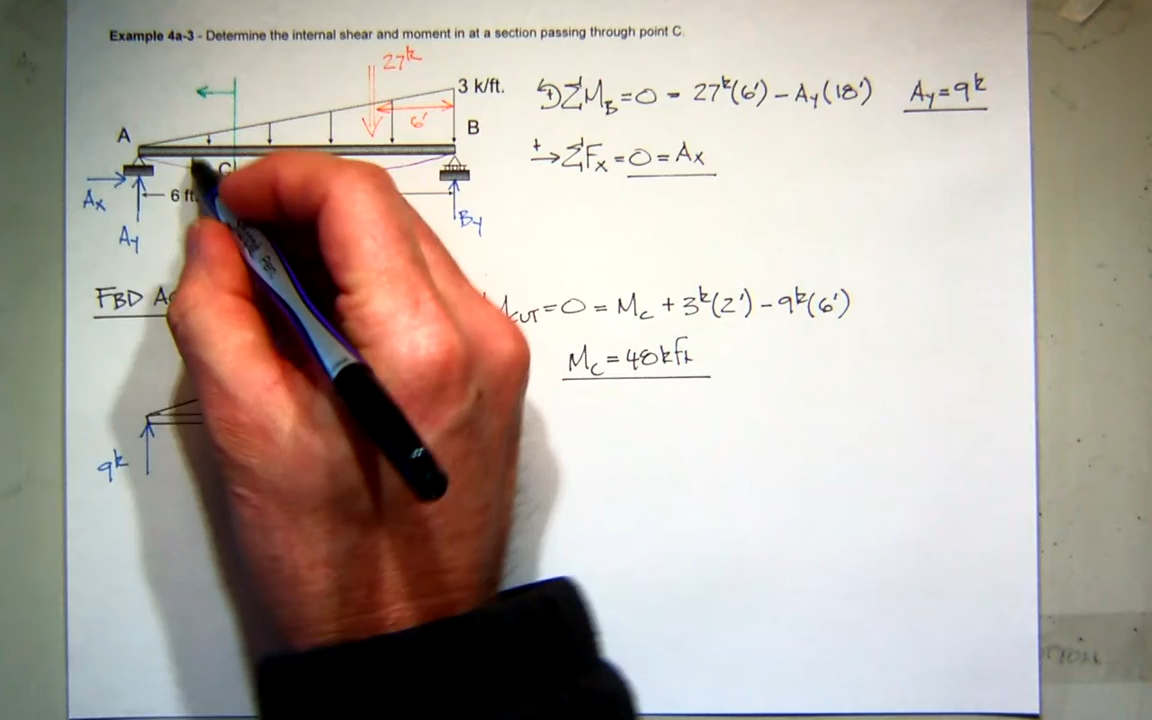 Example 4a-3 - Determine the internal shear and moment in at a section passing through point C.
27k
3 k/ft.
6'
A
B
C
Ax
6 ft.
Ay
By
ΣM_B = 0 = 27k(6') - Ay(18') Ay = 9k
+→ ΣFx = 0 = Ax
FBD A
CUT = 0 = Mc + 3k(2') - 9k(6')
Mc = 48kft
9k